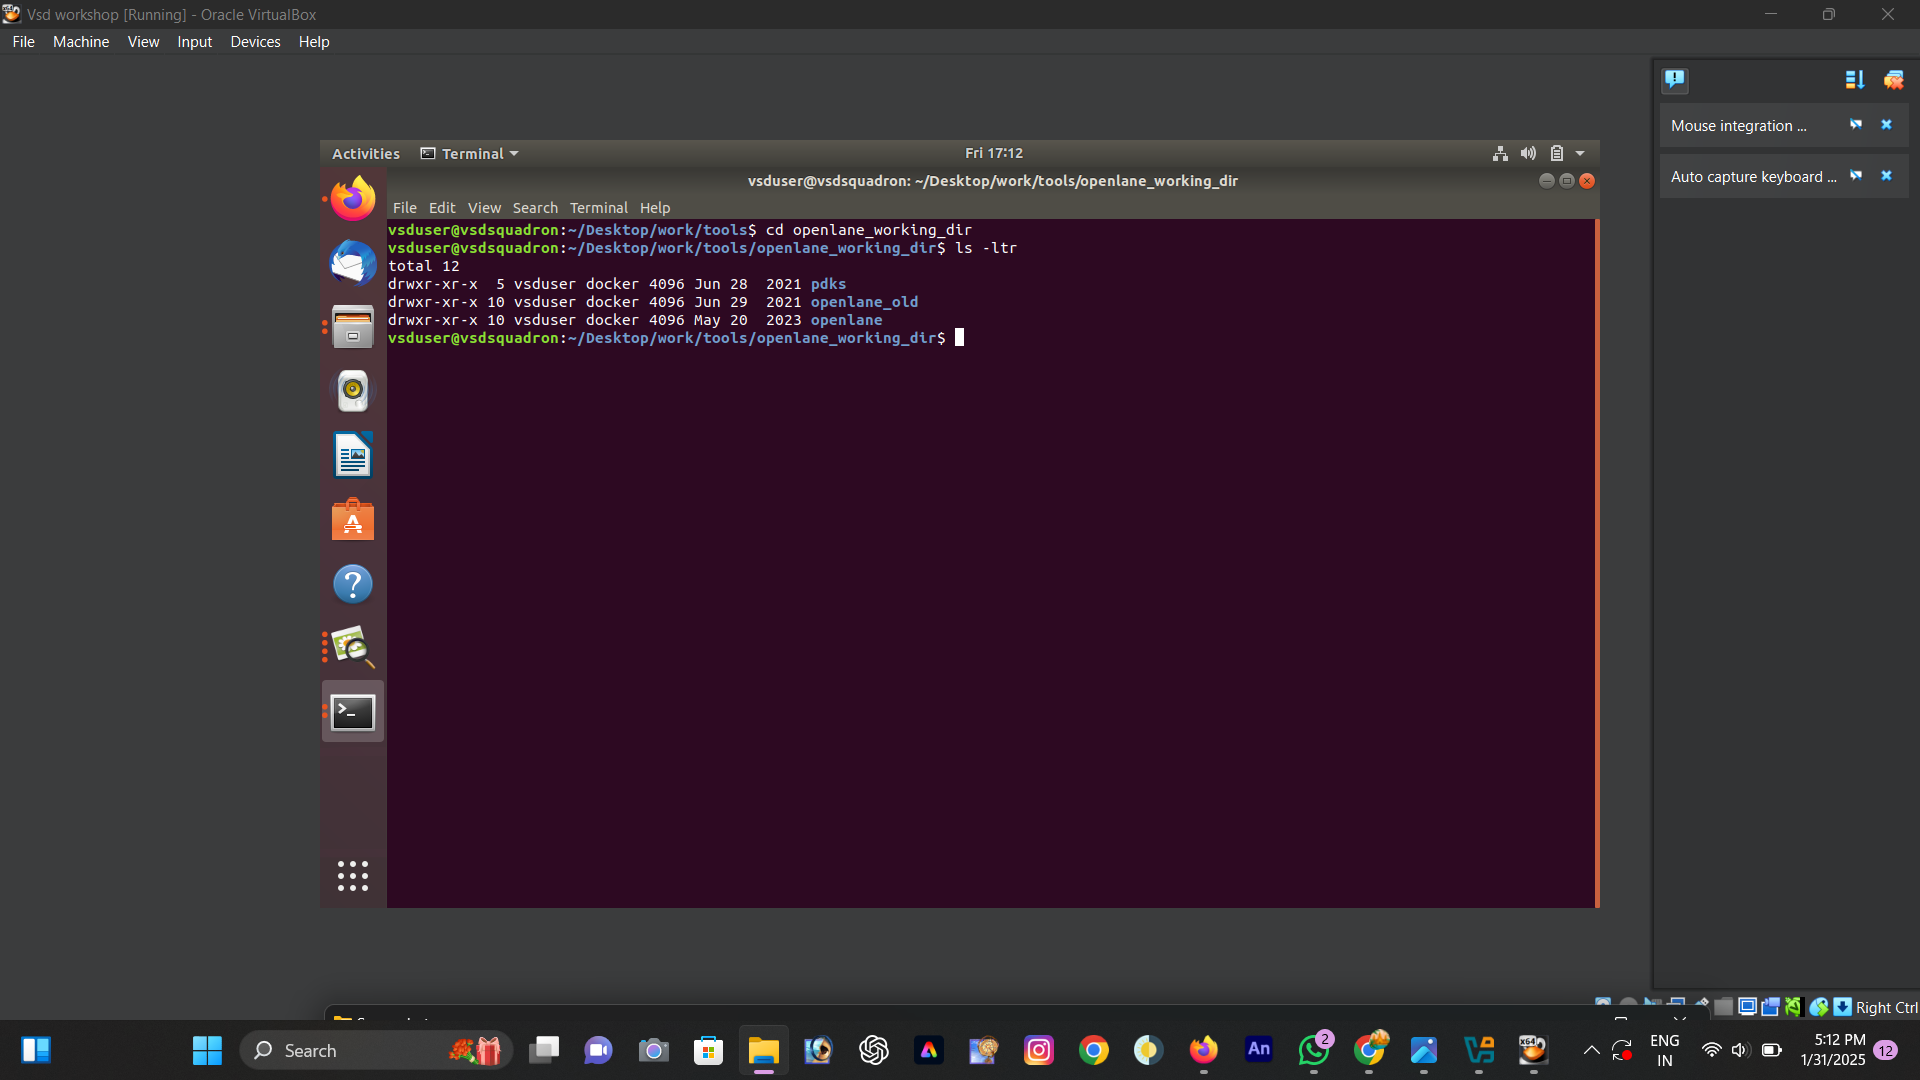 Vsd workshop [Running] - Oracle VirtualBox
File Machine View Input Devices Help
Mouse integration ...
Auto capture keyboard ...
Activities Terminal Fri 17:12
vsduser@vsdsquadron: ~/Desktop/work/tools/openlane_working_dir
File Edit View Search Terminal Help
vsduser@vsdsquadron:~/Desktop/work/tools$ cd openlane_working_dir
vsduser@vsdsquadron:~/Desktop/work/tools/openlane_working_dir$ ls -ltr
total 12
drwxr-xr-x  5 vsduser docker 4096 Jun 28  2021 pdks
drwxr-xr-x 10 vsduser docker 4096 Jun 29  2021 openlane_old
drwxr-xr-x 10 vsduser docker 4096 May 20  2023 openlane
vsduser@vsdsquadron:~/Desktop/work/tools/openlane_working_dir$
Right Ctrl
Search
An
2
x64
ENG
IN
5:12 PM
1/31/2025
12